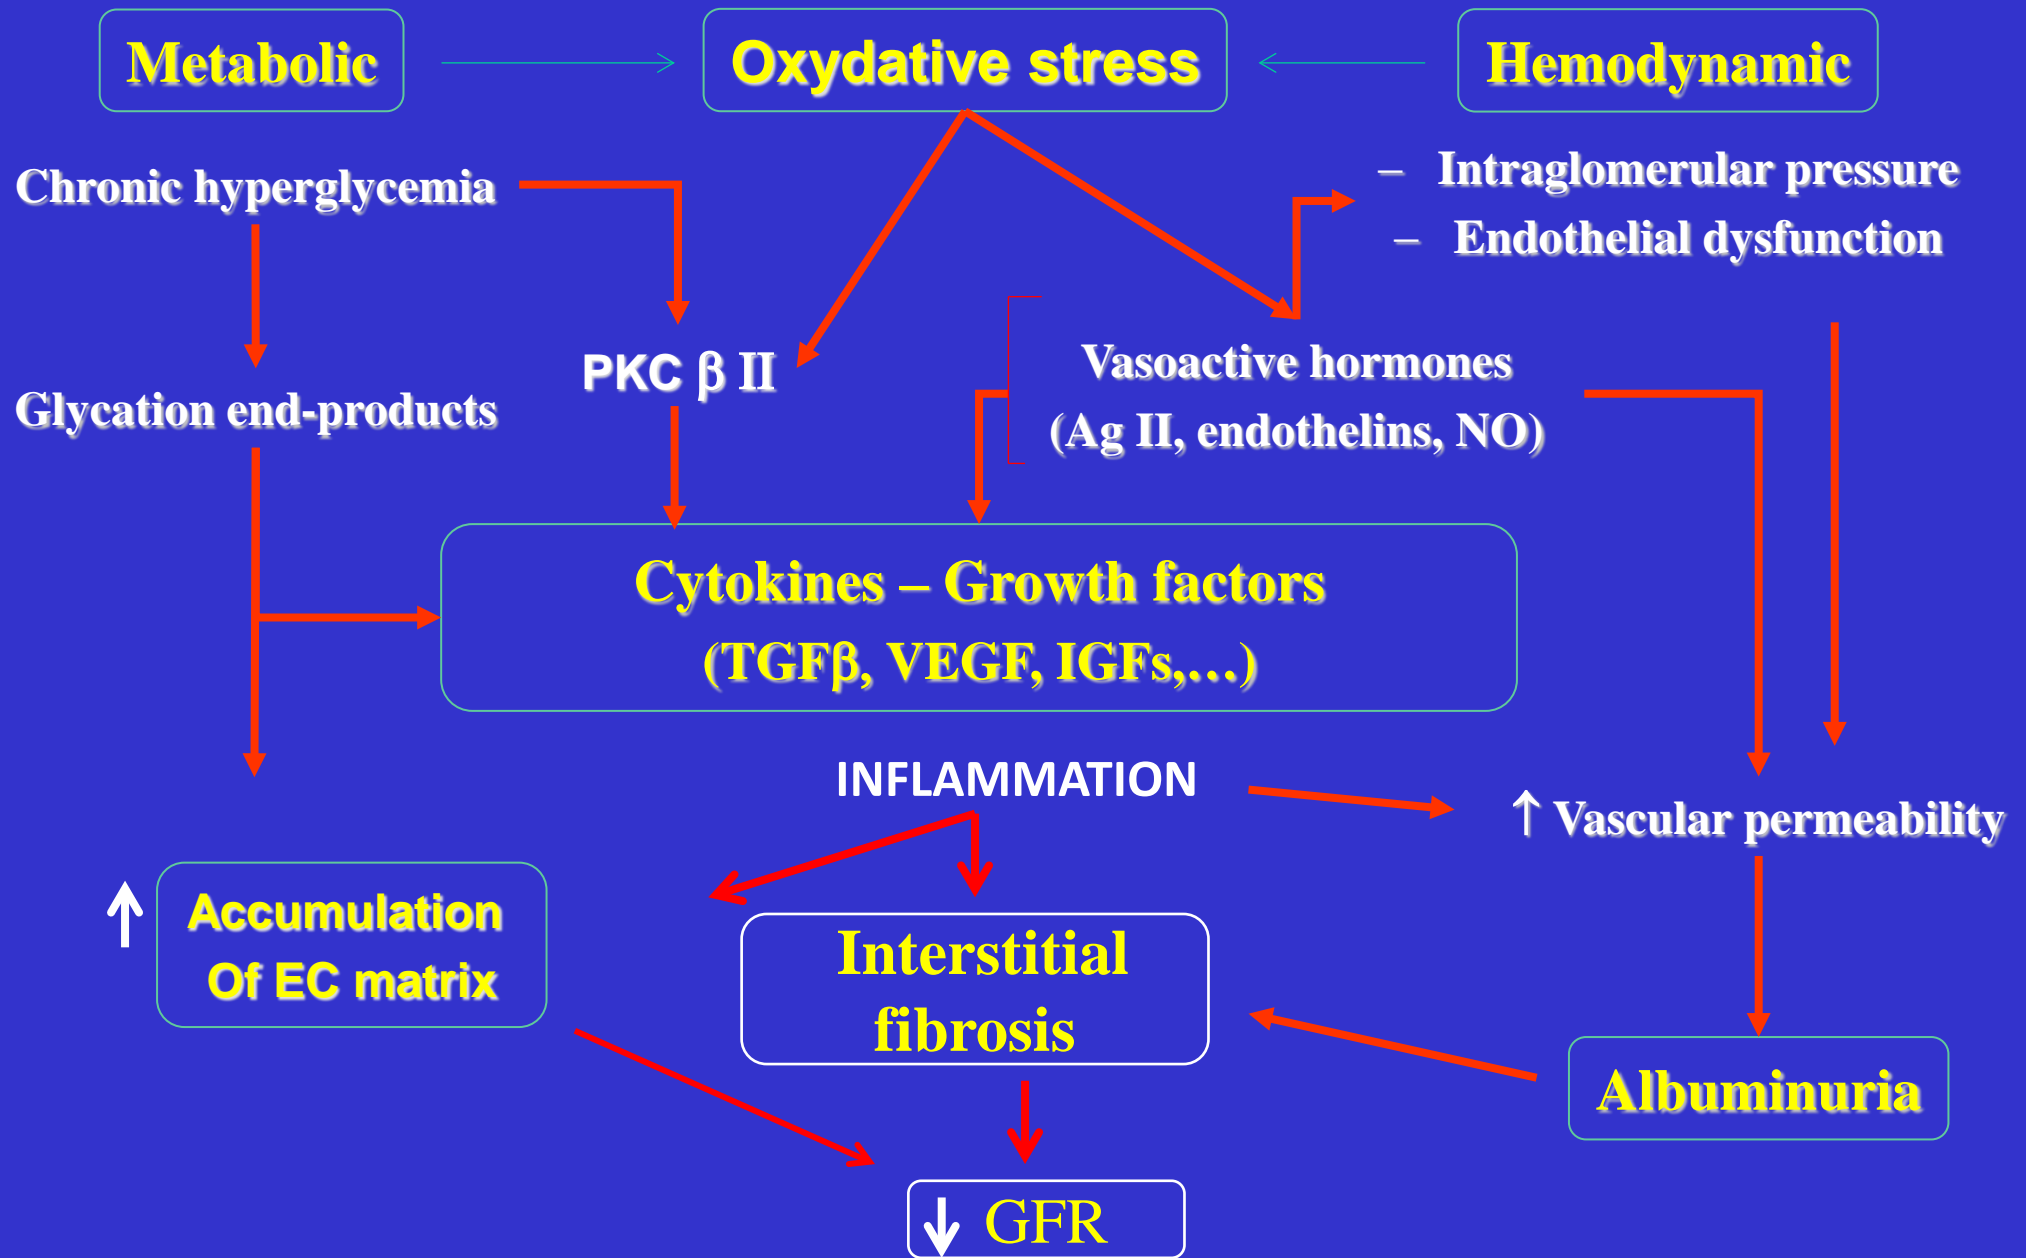 Metabolic
Oxydative stress
Hemodynamic
Chronic hyperglycemia
– Intraglomerular pressure
– Endothelial dysfunction
PKC β II
Vasoactive hormones
(Ag II, endothelins, NO)
Glycation end-products
Cytokines – Growth factors
(TGFβ, VEGF, IGFs,…)
INFLAMMATION
↑ Vascular permeability
↑ Accumulation
Of EC matrix
Interstitial
fibrosis
Albuminuria
↓ GFR